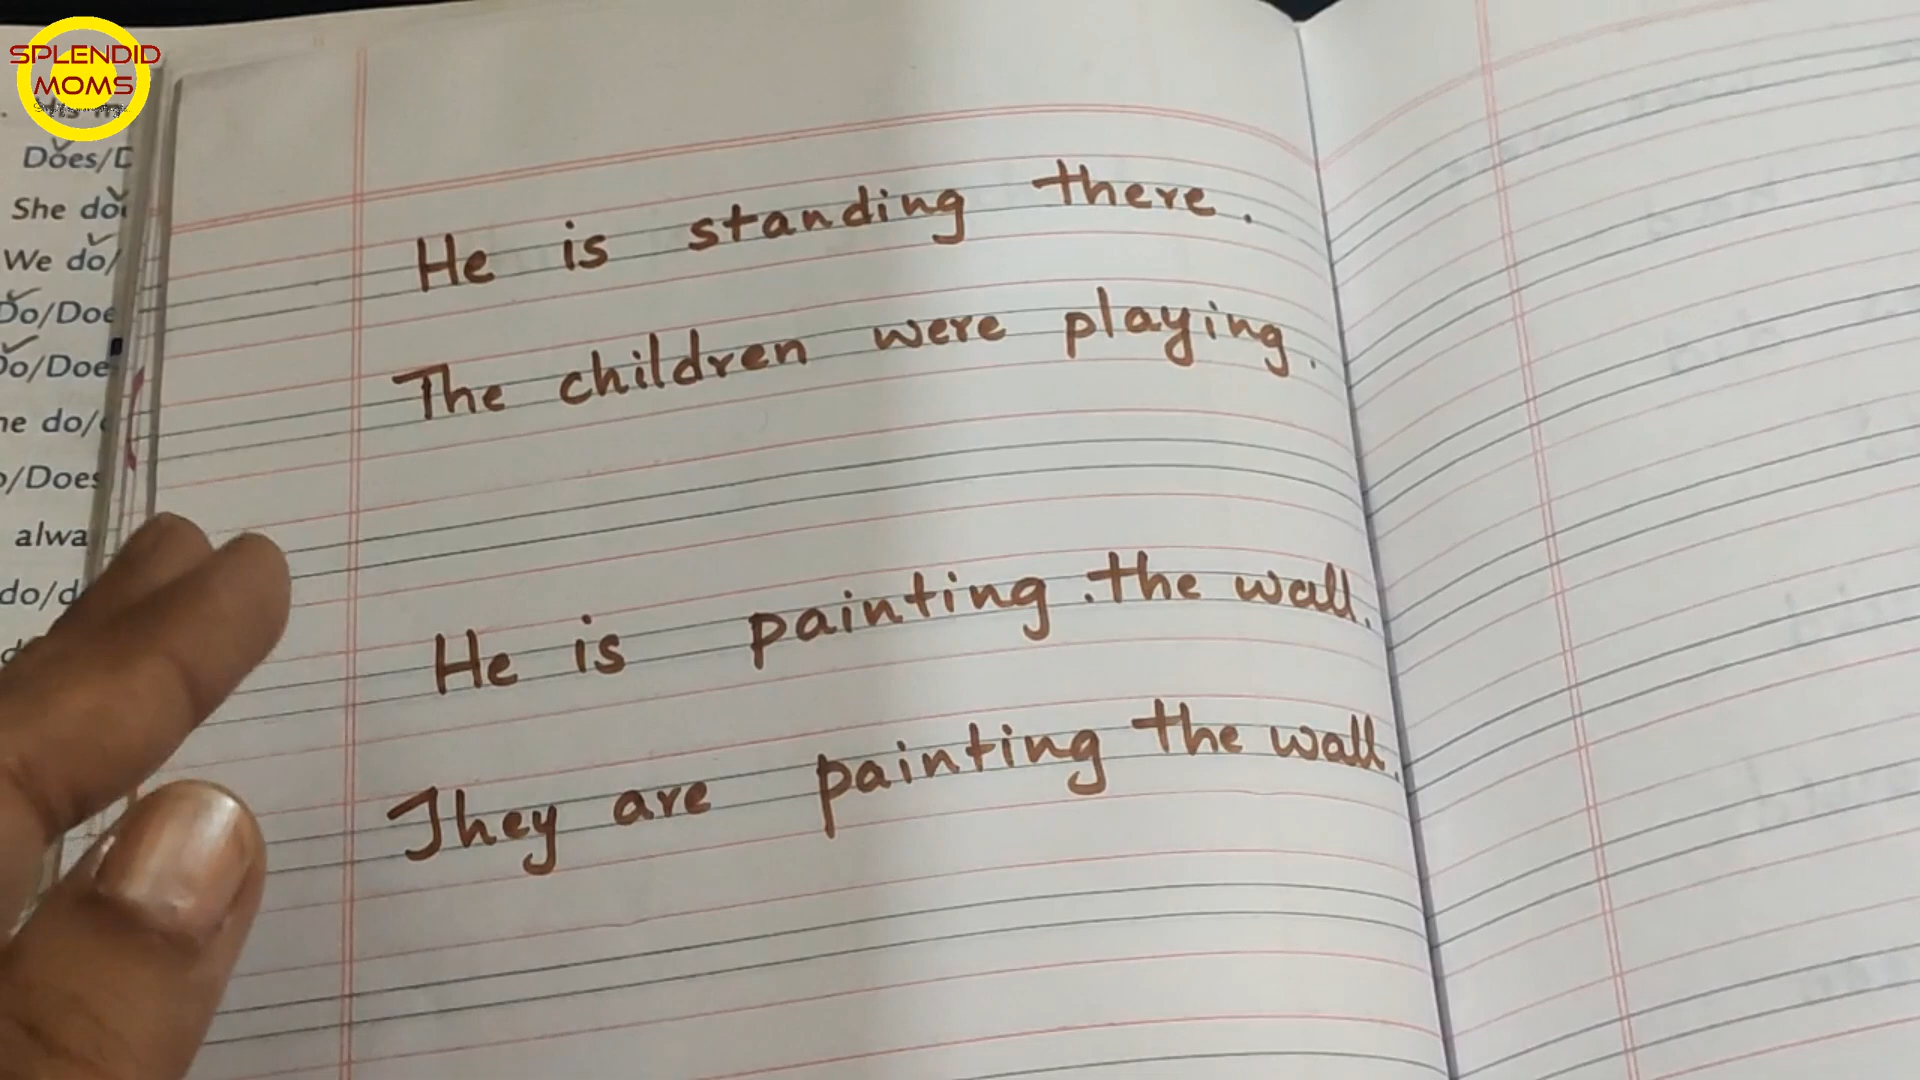 SPLENDID
MOMS
Does/D
She do
We do/
Do/Doe
Do/Doe
do/
/Does
alwa
do/d
He is standing there.
The children were playing.
He is painting .the wall.
They are painting the wall.